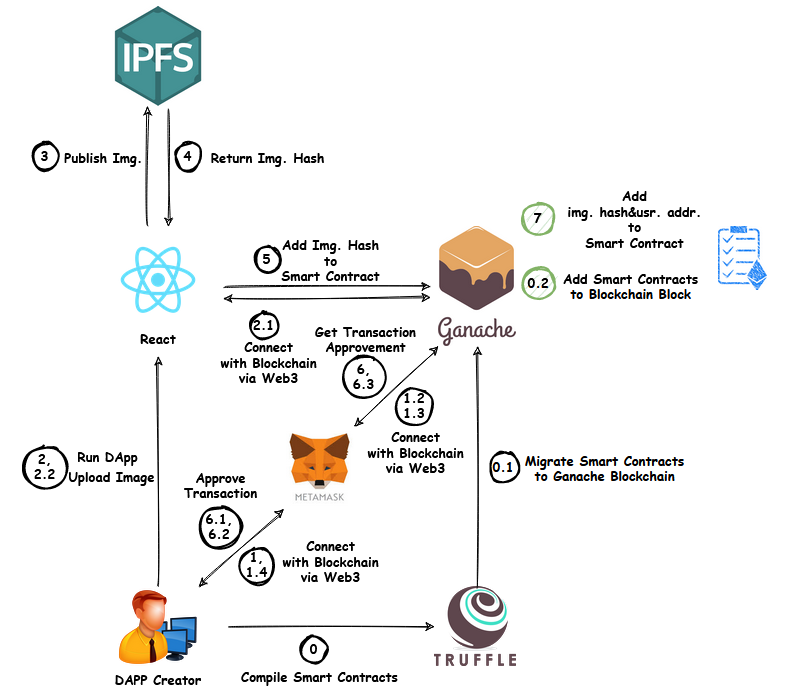 IPFS
3
Publish Img.
4
Return Img. Hash
7
Add
img. hash&usr. addr.
to
Smart Contract
5
Add Img. Hash
to
Smart Contract
0.2
Add Smart Contracts
to Blockchain Block
React
2.1
Connect
with Blockchain
via Web3
Ganache
Get Transaction
Approvement
6,
6.3
1.2
1.3
Connect
with Blockchain
via Web3
2,
2.2
Run DApp
Upload Image
METAMASK
0.1
Migrate Smart Contracts
to Ganache Blockchain
Approve
Transaction
6.1,
6.2
1,
1.4
Connect
with Blockchain
via Web3
DAPP Creator
0
Compile Smart Contracts
TRUFFLE